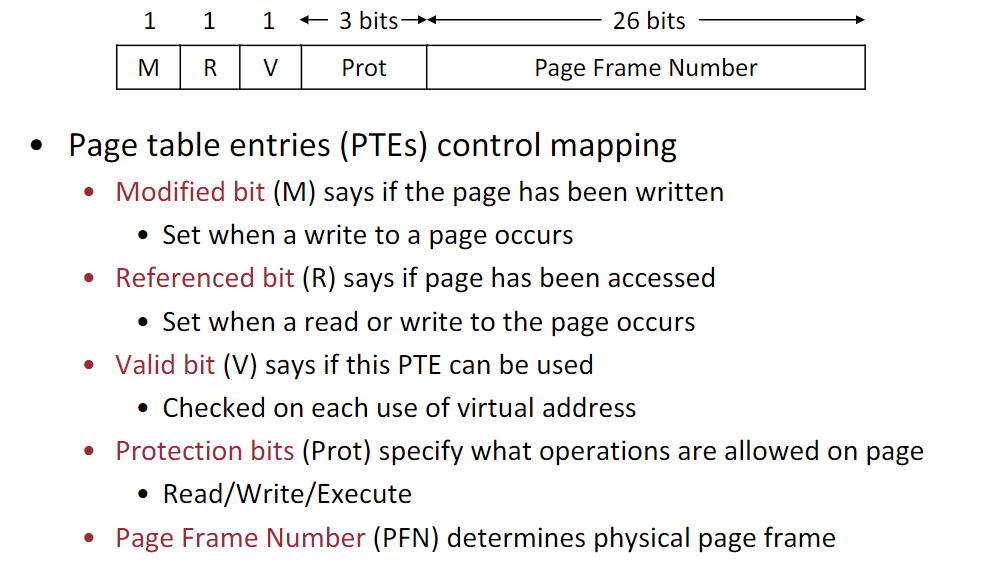 1 1 1 3 bits 26 bits
M R V Prot Page Frame Number
• Page table entries (PTEs) control mapping
• Modified bit (M) says if the page has been written
• Set when a write to a page occurs
• Referenced bit (R) says if page has been accessed
• Set when a read or write to the page occurs
• Valid bit (V) says if this PTE can be used
• Checked on each use of virtual address
• Protection bits (Prot) specify what operations are allowed on page
• Read/Write/Execute
• Page Frame Number (PFN) determines physical page frame